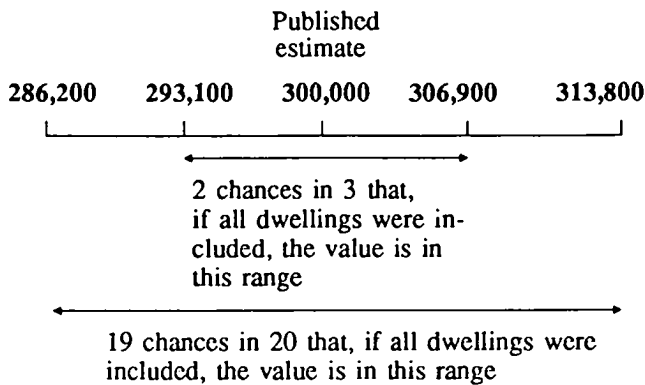 Published
estimate
286,200 293,100 300,000 306,900 313,800
2 chances in 3 that,
if all dwellings were in-
cluded, the value is in
this range
19 chances in 20 that, if all dwellings were
included, the value is in this range